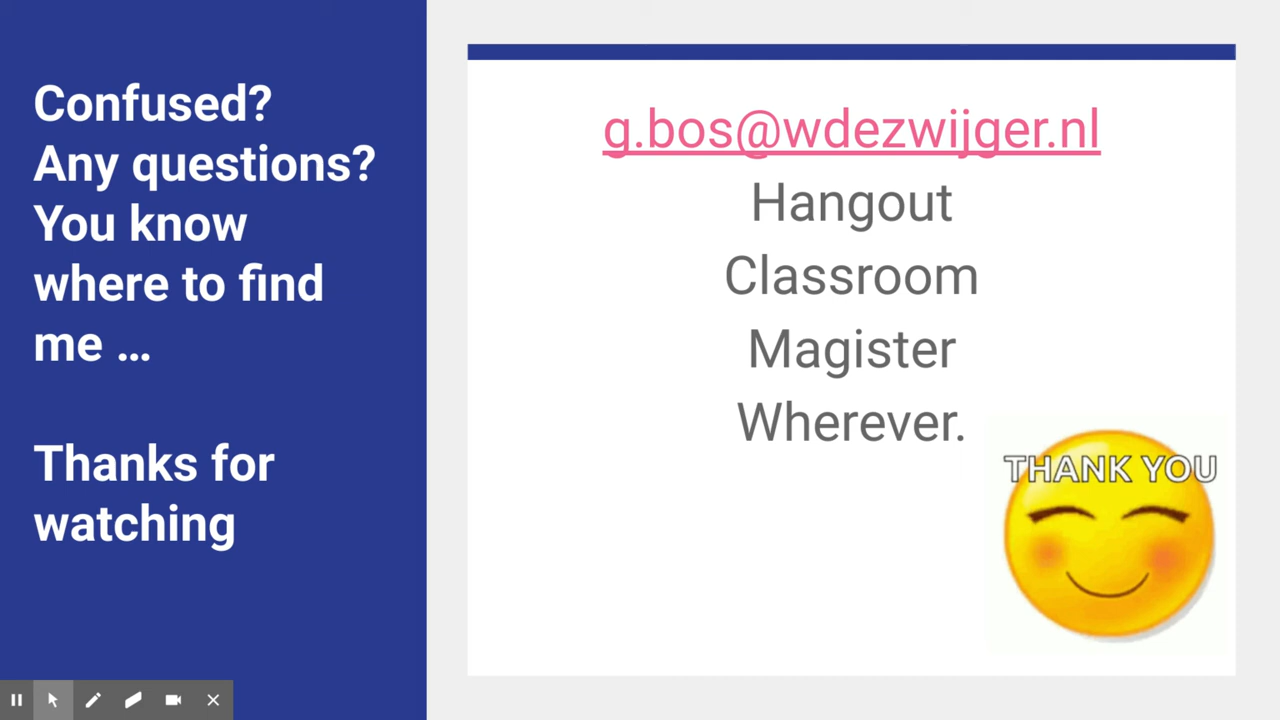 Confused?
Any questions?
You know
where to find
me ...
Thanks for
watching
g.bos@wdezwijger.nl
Hangout
Classroom
Magister
Wherever.
THANK YOU